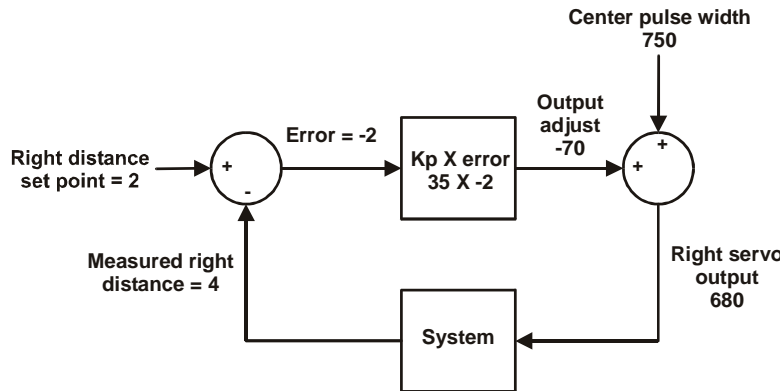 Center pulse width
750
Output
adjust
-70
Error = -2
Right distance
set point = 2
+
-
Kp X error
35 X -2
+
+
Measured right
distance = 4
System
Right servo
output
680